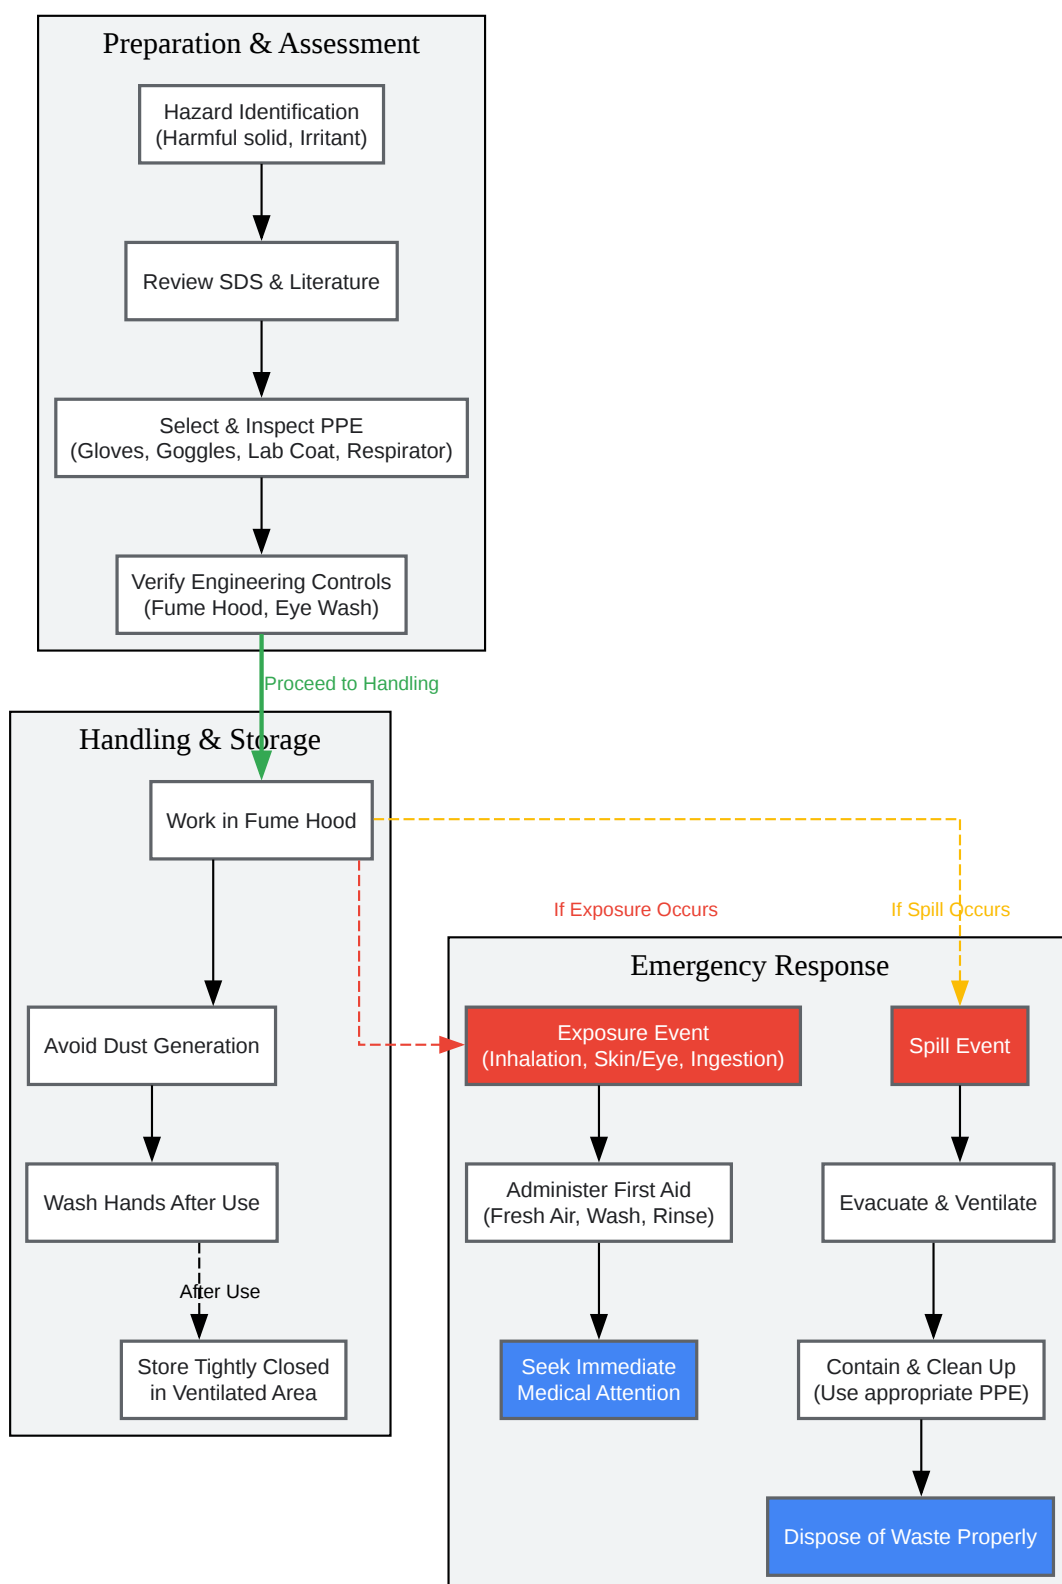 Preparation & Assessment
Hazard Identification
(Harmful solid, Irritant)
Review SDS & Literature
Select & Inspect PPE
(Gloves, Goggles, Lab Coat, Respirator)
Verify Engineering Controls
(Fume Hood, Eye Wash)
Proceed to Handling
Handling & Storage
Work in Fume Hood
If Exposure Occurs
If Spill Occurs
Emergency Response
Avoid Dust Generation
Exposure Event
(Inhalation, Skin/Eye, Ingestion)
Spill Event
Wash Hands After Use
Administer First Aid
(Fresh Air, Wash, Rinse)
Evacuate & Ventilate
After Use
Store Tightly Closed
in Ventilated Area
Seek Immediate
Medical Attention
Contain & Clean Up
(Use appropriate PPE)
Dispose of Waste Properly